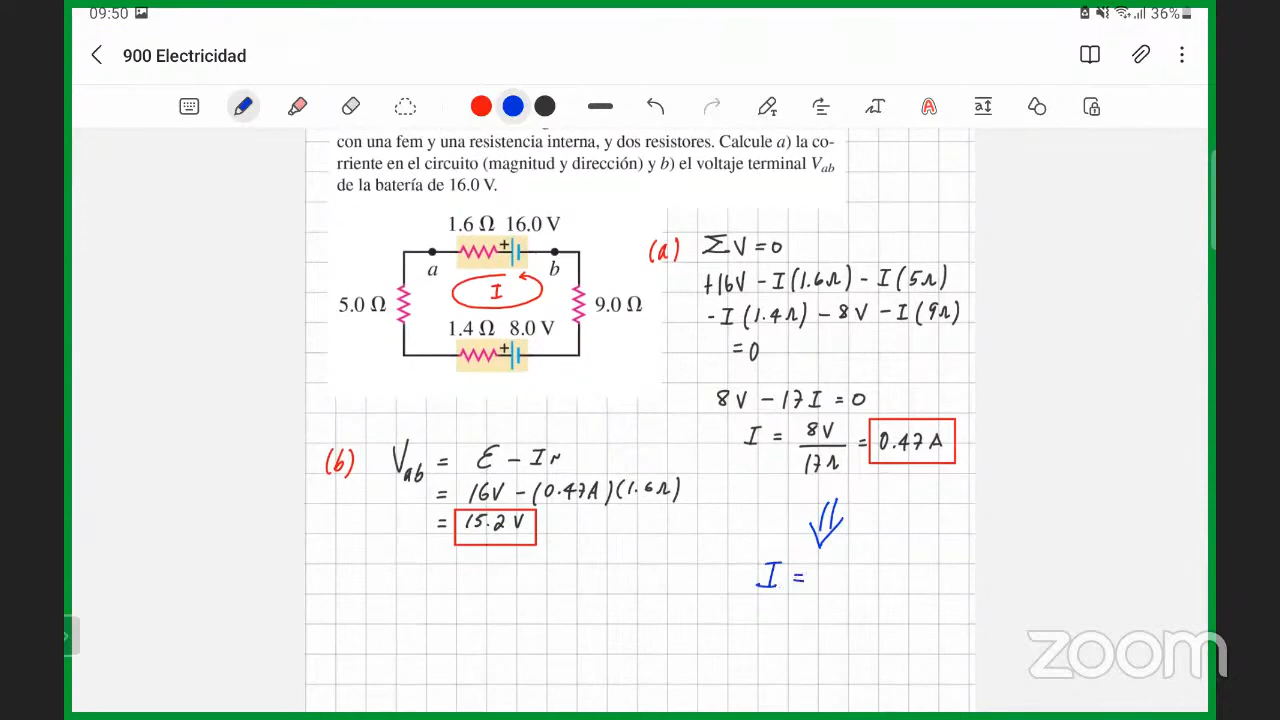 09:50
36%
900 Electricidad
con una fem y una resistencia interna, y dos resistores. Calcule a) la co-
rriente en el circuito (magnitud y dirección) y b) el voltaje terminal Vab
de la batería de 16.0 V.
1.6 Ω 16.0 V
+
a
b
I
5.0 Ω
9.0 Ω
1.4 Ω 8.0 V
+
(a) ΣV = 0
+16V - I(1.6Ω) - I(5Ω)
- I(1.4Ω) - 8V - I(9Ω)
= 0
8V - 17I = 0
I = 8V/17Ω = 0.47A
(b) Vab = ε - Ir
= 16V - (0.47A)(1.6Ω)
= 15.2 V
I =
zoom